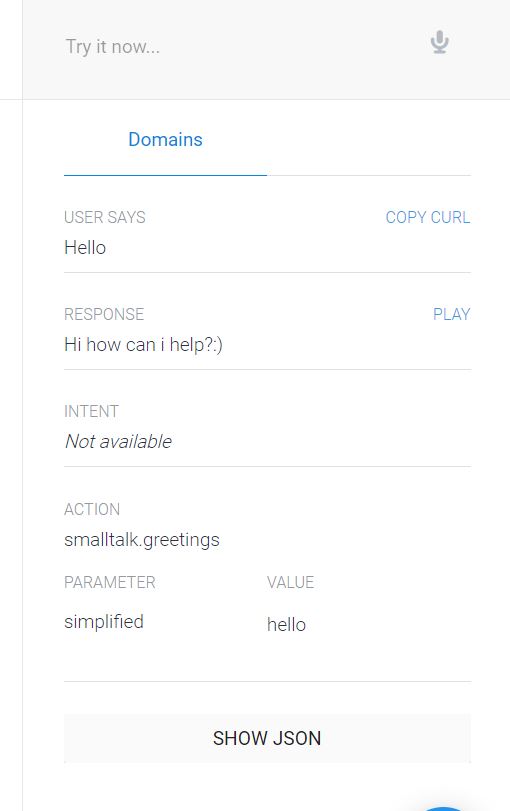 Try it now...
Domains
USER SAYS COPY CURL
Hello
RESPONSE PLAY
Hi how can i help?:)
INTENT
Not available
ACTION
smalltalk.greetings
PARAMETER VALUE
simplified hello
SHOW JSON